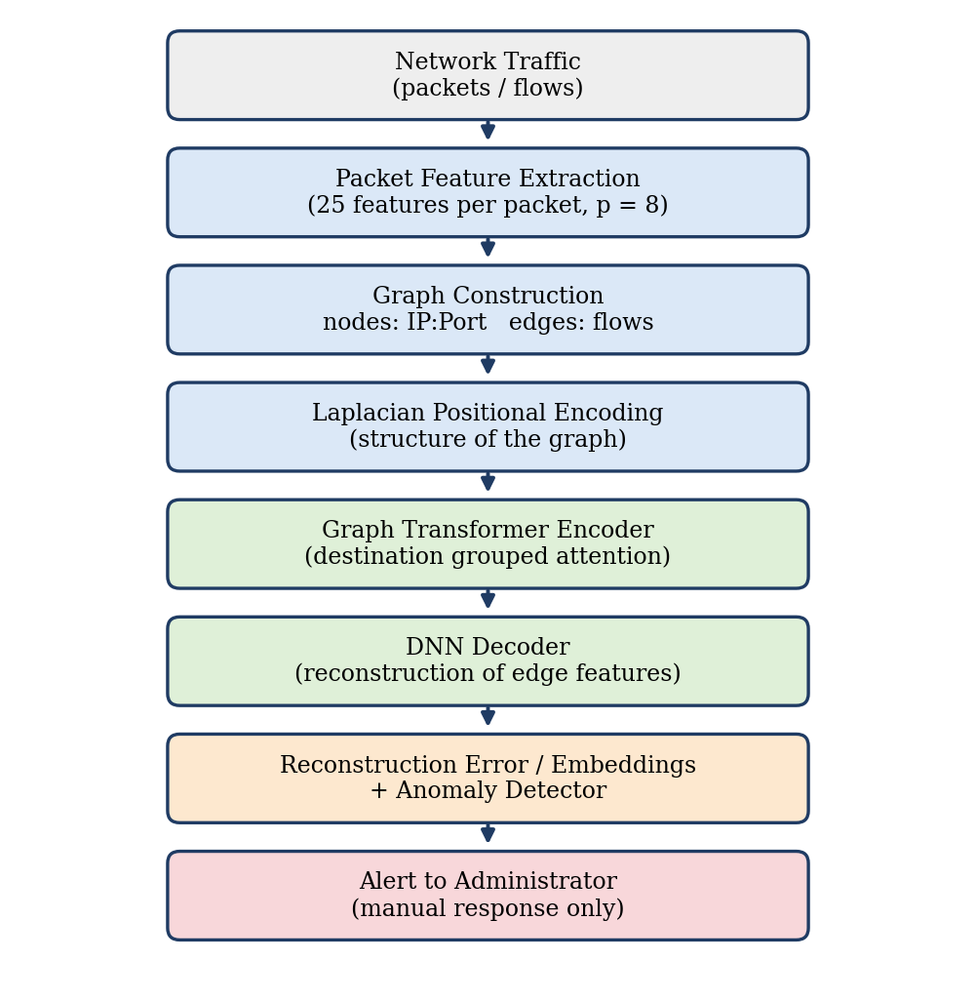 Network Traffic
(packets / flows)
Packet Feature Extraction
(25 features per packet, p = 8)
Graph Construction
nodes: IP:Port   edges: flows
Laplacian Positional Encoding
(structure of the graph)
Graph Transformer Encoder
(destination grouped attention)
DNN Decoder
(reconstruction of edge features)
Reconstruction Error / Embeddings
+ Anomaly Detector
Alert to Administrator
(manual response only)